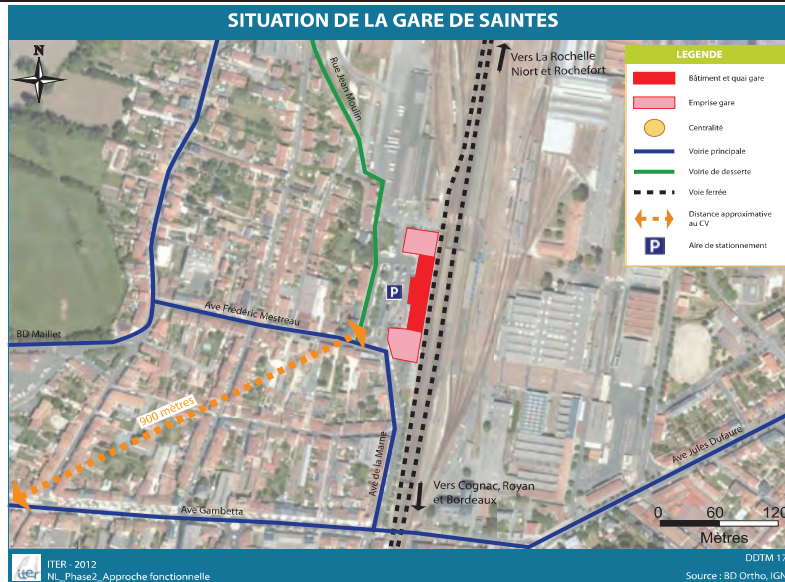 SITUATION DE LA GARE DE SAINTES
N
Rue Jean Moulin
Vers La Rochelle
Niort et Rochefort
LEGENDE
Bâtiment et quai gare
Emprise gare
Centralité
Voirie principale
Voirie de desserte
Voie ferrée
Distance approximative
au CV
P
Aire de stationnement
P
Ave Frédéric Mestreau
BD Maillet
900 mètres
Ave de la Marne
Ave Gambetta
Vers Cognac, Royan
et Bordeaux
Ave Jules Dufaure
0 60 120
Mètres
iter
ITER - 2012
NL_Phase2_Approche fonctionnelle
DDTM 17
Source : BD Ortho, IGN